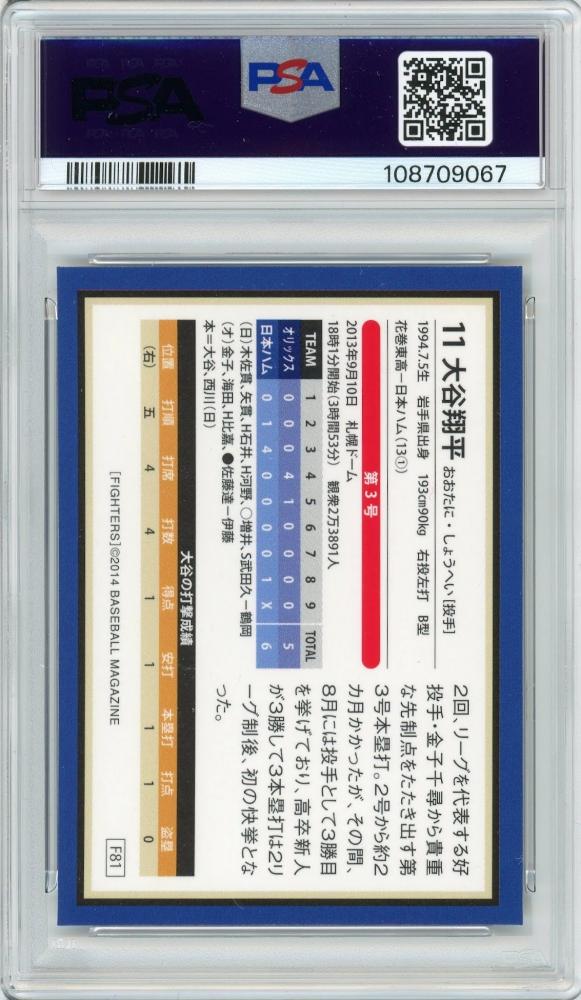 PSA
PSA
108709067
11 大谷翔平 おおたに・しょうへい[投手]
1994.7.5生 岩手県出身 193cm90kg 右投左打 B型
花巻東高－日本ハム(13①)
第3号
2013年9月10日 札幌ドーム
18時1分開始(3時間53分) 観衆2万3891人
TEAM 1 2 3 4 5 6 7 8 9 TOTAL
オリックス 0 0 0 4 1 0 0 0 0 5
日本ハム 0 1 4 0 0 0 0 1 X 6
(日)木佐貫、矢貫、H石井、H河野、○増井、S武田久－鶴岡
(オ)金子、海田、H比嘉、●佐藤達－伊藤
本＝大谷、西川(日)
2回、リーグを代表する好
投手・金子千尋から貴重
な先制点をたたき出す第
3号本塁打。2号から約2
カ月かかったが、その間、
8月には投手として3勝目
を挙げており、高卒新人
が3勝して3本塁打は2リ
ーグ制後、初の快挙とな
った。
大谷の打撃成績
位置 打順 打席 打数 得点 安打 本塁打 打点 盗塁
(右) 五 4 4 1 1 1 1 0
[FIGHTERS]©2014 BASEBALL MAGAZINE
F81